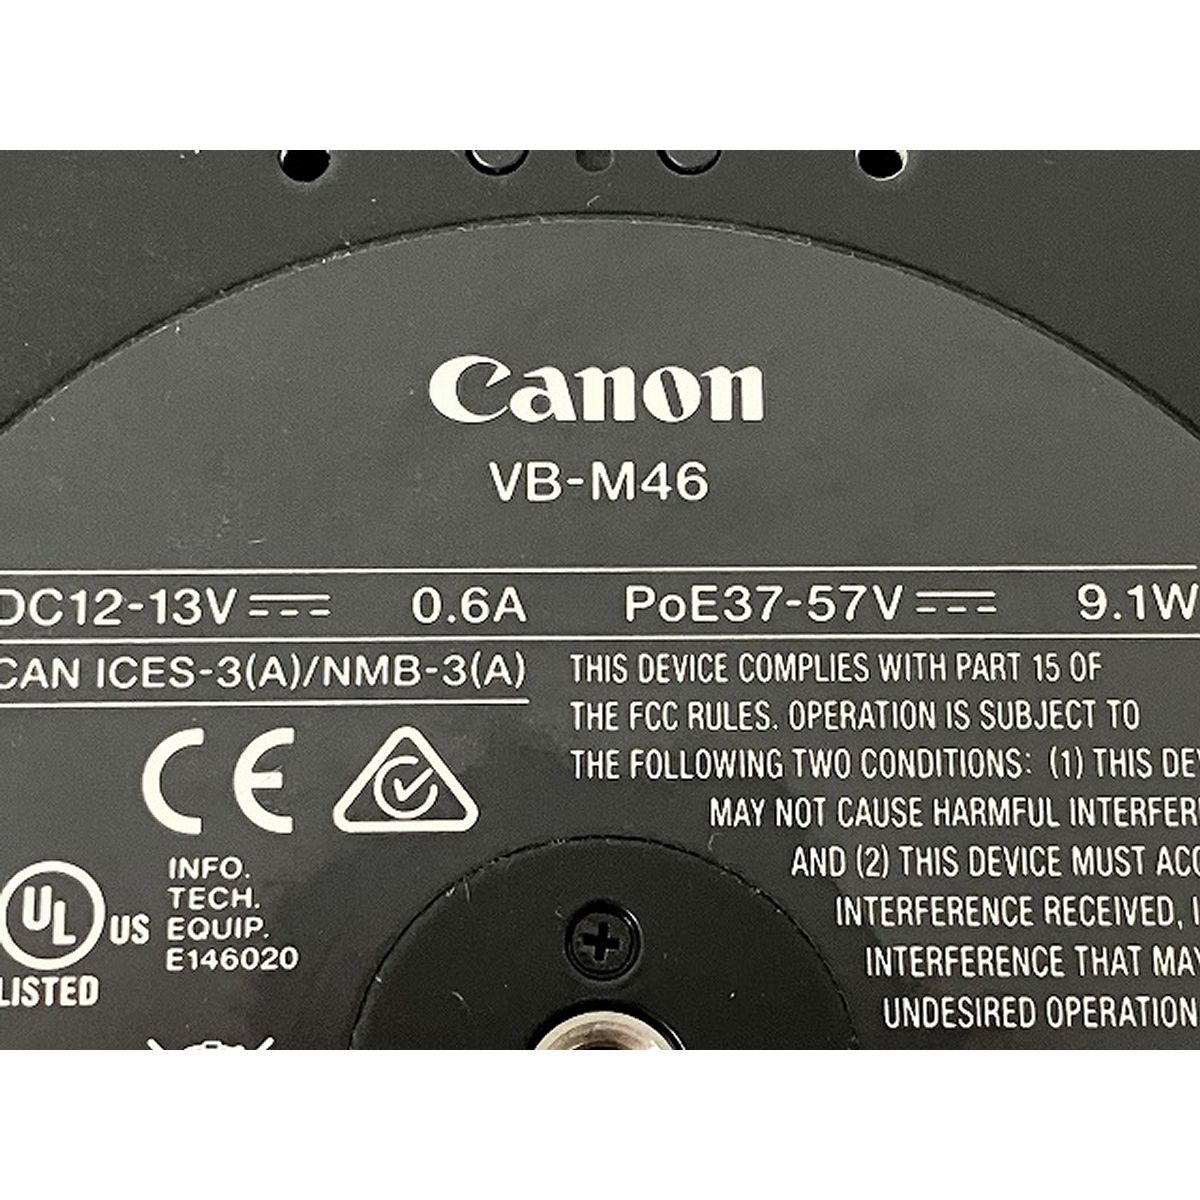 Canon
VB-M46
DC12-13V 0.6A PoE37-57V 9.1W
CAN ICES-3(A)/NMB-3(A)
THIS DEVICE COMPLIES WITH PART 15 OF
THE FCC RULES. OPERATION IS SUBJECT TO
THE FOLLOWING TWO CONDITIONS: (1) THIS
MAY NOT CAUSE HARMFUL
AND (2) THIS DEVICE MUST
INTERFERENCE RECEIVED,
INTERFERENCE THAT MAY
UNDESIRED OPERATION
CE
UL US
LISTED
INFO.
TECH.
EQUIP.
E146020